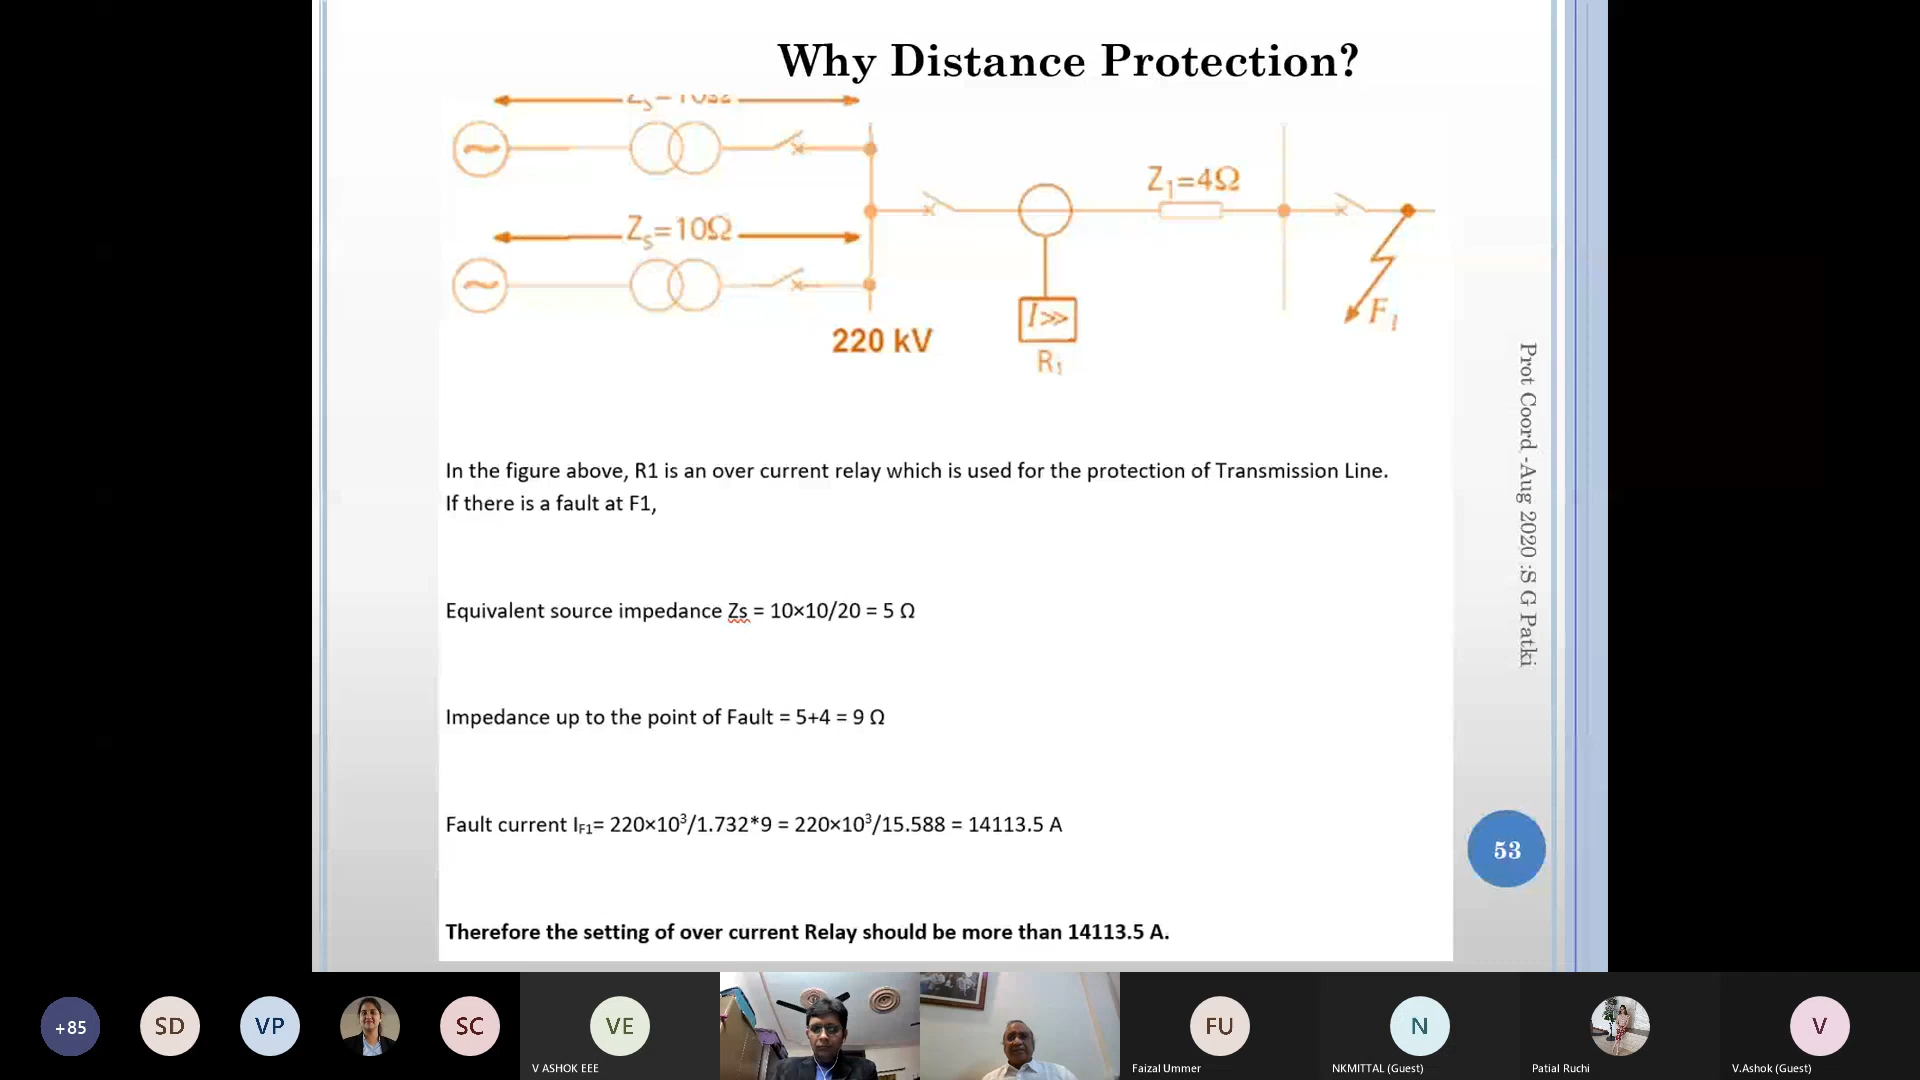 Why Distance Protection?
Zs=10Ω
Zs=10Ω
Z1=4Ω
I>>
F1
220 kV
R1
In the figure above, R1 is an over current relay which is used for the protection of Transmission Line.
If there is a fault at F1,
Equivalent source impedance Zs = 10×10/20 = 5 Ω
Impedance up to the point of Fault = 5+4 = 9 Ω
Fault current IF1= 220×10³/1.732*9 = 220×10³/15.588 = 14113.5 A
Therefore the setting of over current Relay should be more than 14113.5 A.
Prot Coord -Aug 2020 :S G Patki
53
+85
SD
VP
SC
VE
FU
N
V
V ASHOK EEE
Faizal Ummer
NKMITTAL (Guest)
Patial Ruchi
V.Ashok (Guest)